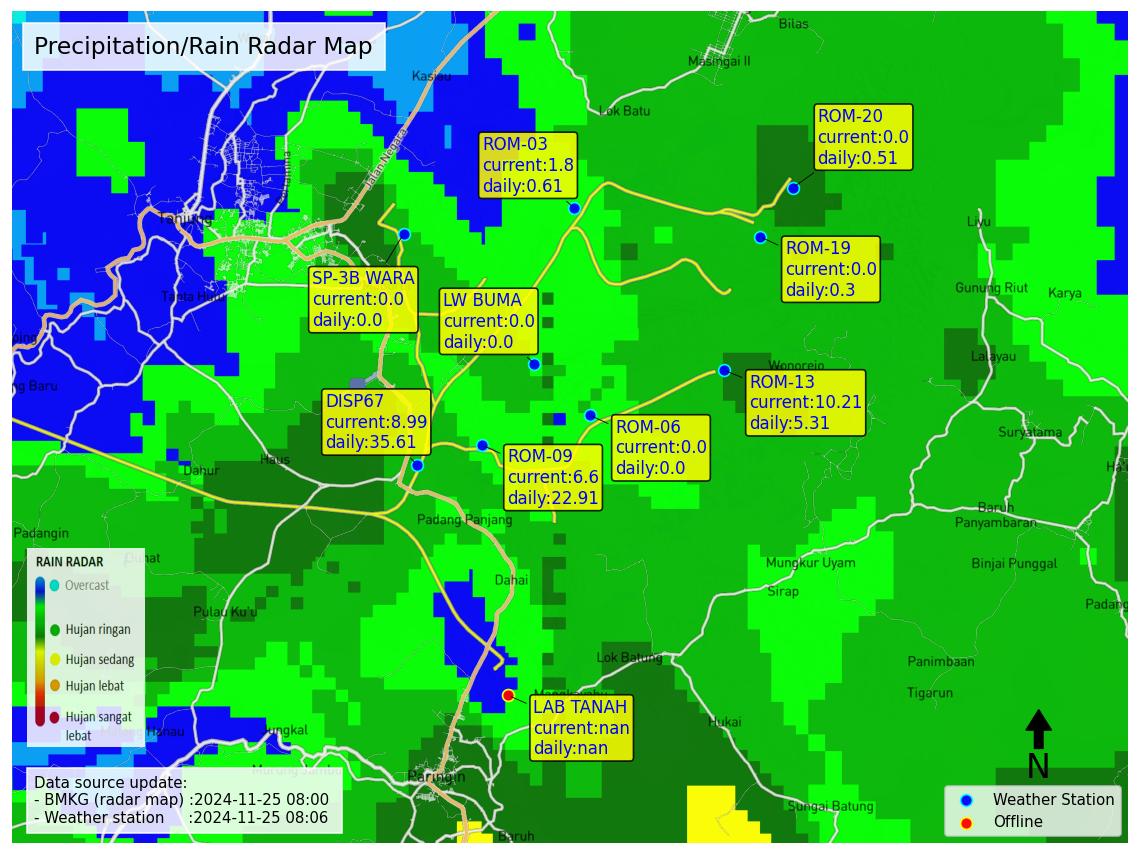 Precipitation/Rain Radar Map
Bilas
Masingai II
Kasiau
Lok Batu
Jalan Negara
ROM-20
current:0.0
daily:0.51
ROM-03
current:1.8
daily:0.61
Tanjung
Liyu
ROM-19
current:0.0
daily:0.3
SP-3B WARA
current:0.0
daily:0.0
LW BUMA
current:0.0
daily:0.0
Gunung Riut
Karya
Lalayau
Wonorejo
ng Baru
ROM-13
current:10.21
daily:5.31
DISP67
current:8.99
daily:35.61
ROM-06
current:0.0
daily:0.0
Suryatama
Haus
Dahur
ROM-09
current:6.6
daily:22.91
Baruh
Panyambaran
Padang Panjang
Padangin
Mungkur Uyam
Binjai Punggal
Dahai
Sirap
Padang
Pulau Ku'u
RAIN RADAR
Overcast
Hujan ringan
Hujan sedang
Hujan lebat
Hujan sangat
lebat
Lok Batung
Panimbaan
Tigarun
LAB TANAH
current:nan
daily:nan
Hukai
Jungkal
Paringin
N
Data source update:
- BMKG (radar map) :2024-11-25 08:00
- Weather station :2024-11-25 08:06
Sungai Batung
Baruh
Weather Station
Offline